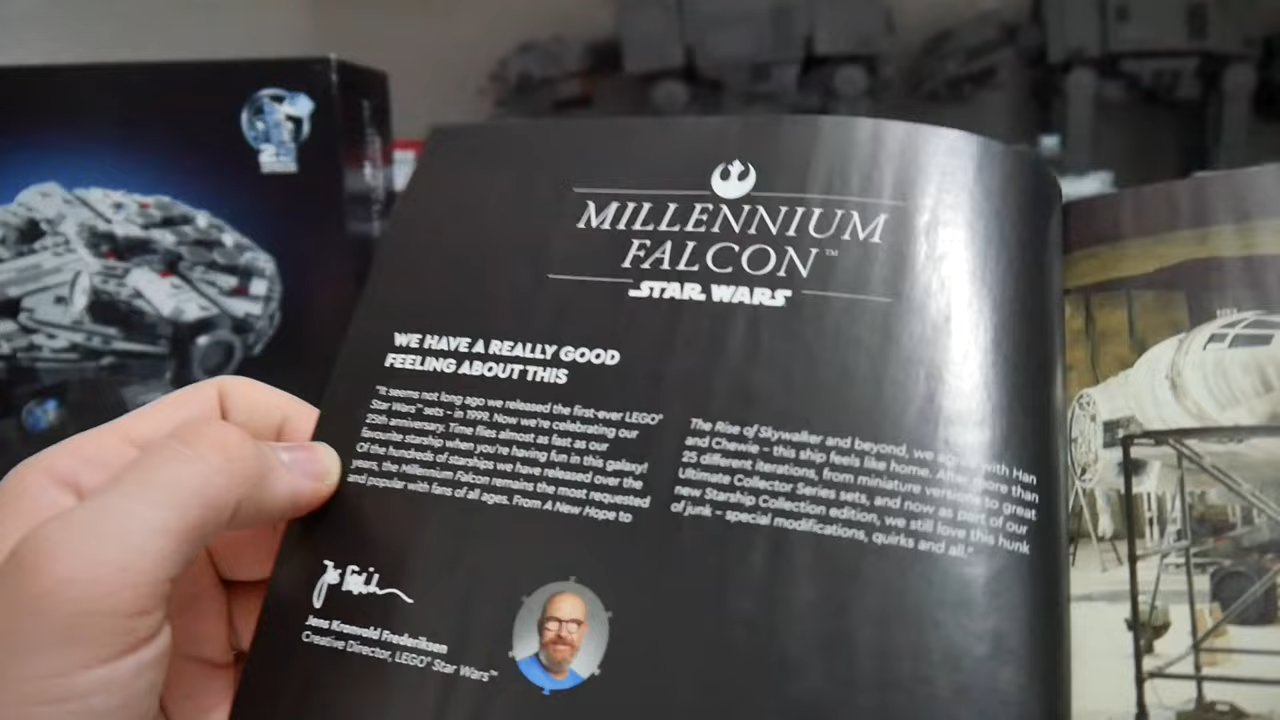 MILLENNIUM
FALCON™
STAR WARS
WE HAVE A REALLY GOOD
FEELING ABOUT THIS
"It seems not long ago we released the first-ever LEGO®
Star Wars™ sets – in 1999. Now we're celebrating our
25th anniversary. Time flies almost as fast as our
favourite starship when you're having fun in this galaxy!
Of the hundreds of starships we have released over the
years, the Millennium Falcon remains the most requested
and popular with fans of all ages. From A New Hope to
The Rise of Skywalker and beyond, we agree with Han
and Chewie – this ship feels like home. After more than
25 different iterations, from miniature versions to great
Ultimate Collector Series sets, and now as part of our
new Starship Collection edition, we still love this hunk
of junk – special modifications, quirks and all."
Jens Kronvold Frederiksen
Creative Director, LEGO® Star Wars™